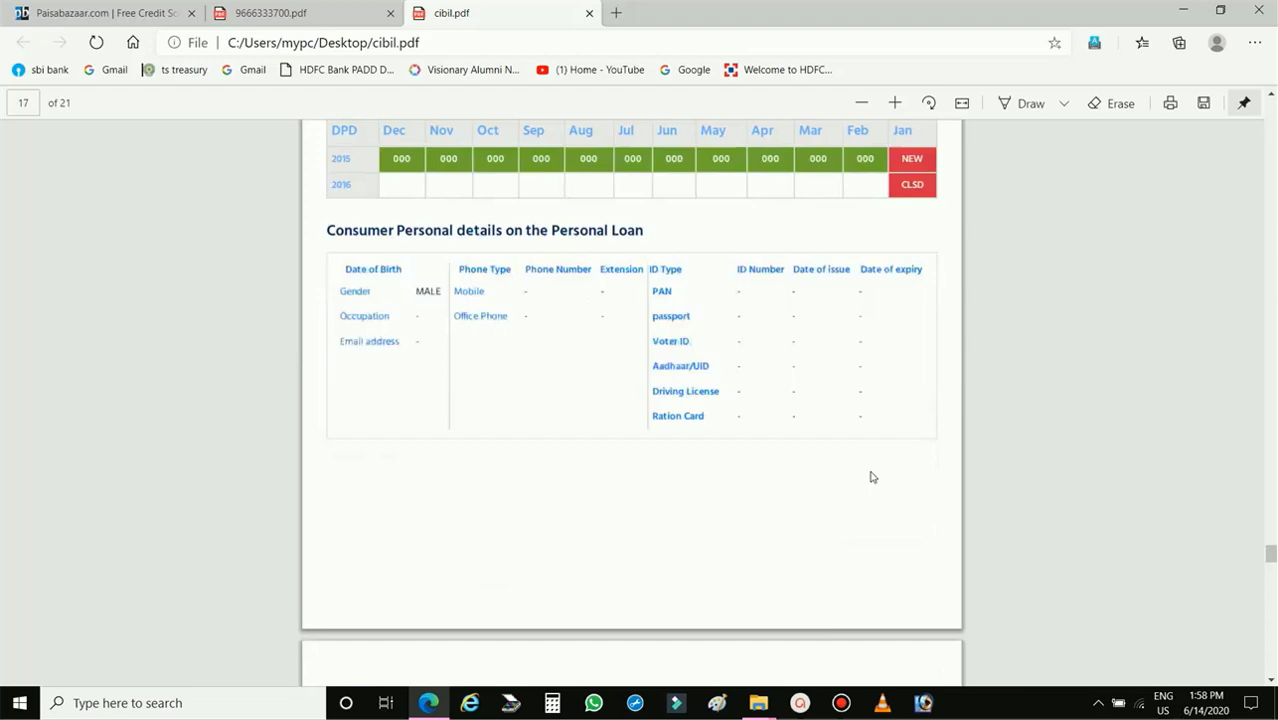 Paisabazaar.com | Free Credit Sc
9666333700.pdf
cibil.pdf
File C:/Users/mypc/Desktop/cibil.pdf
sbi bank Gmail ts treasury Gmail HDFC Bank PADD D... Visionary Alumni N... (1) Home - YouTube Google Welcome to HDFC...
17 of 21 Draw Erase
DPD Dec Nov Oct Sep Aug Jul Jun May Apr Mar Feb Jan
2015 000 000 000 000 000 000 000 000 000 000 000 NEW
2016 CLSD
Consumer Personal details on the Personal Loan
Date of Birth Phone Type Phone Number Extension ID Type ID Number Date of issue Date of expiry
Gender MALE Mobile - - PAN - - -
Occupation - Office Phone - - passport - - -
Email address - Voter ID - - -
Aadhaar/UID - - -
Driving License - - -
Ration Card - - -
Type here to search
ENG
US
1:58 PM
6/14/2020